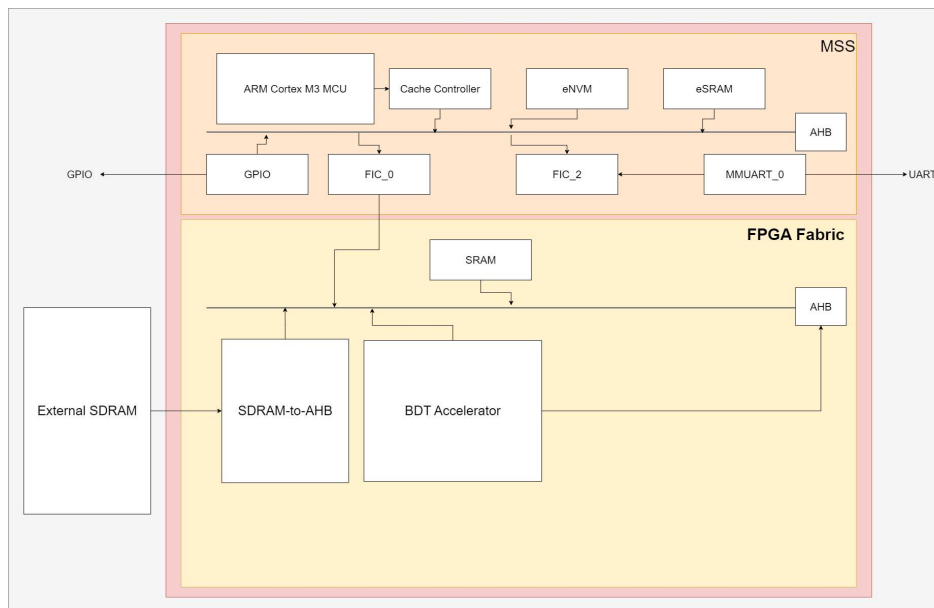 MSS
ARM Cortex M3 MCU
Cache Controller
eNVM
eSRAM
AHB
GPIO
GPIO
FIC_0
FIC_2
MMUART_0
UART
FPGA Fabric
SRAM
AHB
External SDRAM
SDRAM-to-AHB
BDT Accelerator